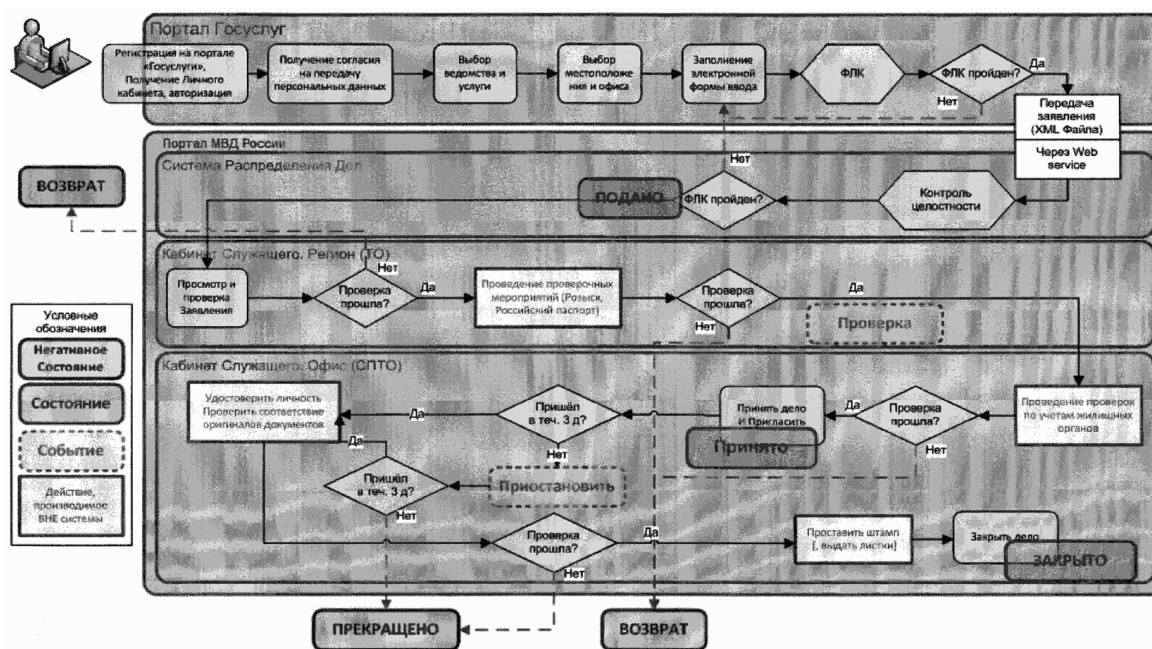 Портал Госуслуг
Регистрация на портале
«Госуслуги»,
Получение Личного
кабинета, авторизация
Получение согласия
на передачу
персональных данных
Выбор
ведомства и
услуги
Выбор
местоположе
ния и офиса
Заполнение
электронной
формы ввода
ФЛК
ФЛК пройден?
Да
Нет
Передача
заявления
(XML Файла)
Через Web
service
Портал МВД России
Система Распределения Дел
ВОЗВРАТ
ПОДАНО
Нет
ФЛК пройден?
Контроль
целостности
Кабинет Служащего. Регион (ТО)
Просмотр и
проверка
Заявления
Нет
Проверка
прошла?
Да
Проведение проверочных
мероприятий (Розыск,
Российский паспорт)
Проверка
прошла?
Нет
Да
Проверка
Условные
обозначения
Негативное
Состояние
Состояние
Событие
Действие,
производимое
ВНЕ системы
Кабинет Служащего. Офис (СПТО)
Удостоверить личность
Проверить соответствие
оригиналов документов
Да
Пришёл
в теч. 3 д?
Нет
Принять дело
И Пригласить
Принято
Да
Проверка
прошла?
Нет
Проведение проверок
по учетам жилищных
органов
Да
Пришёл
в теч. 3 д?
Нет
Приостановить
Проверка
прошла?
Да
Нет
Проставить штамп
[, выдать листки]
Закрыть дело
ЗАКРЫТО
ПРЕКРАЩЕНО
ВОЗВРАТ